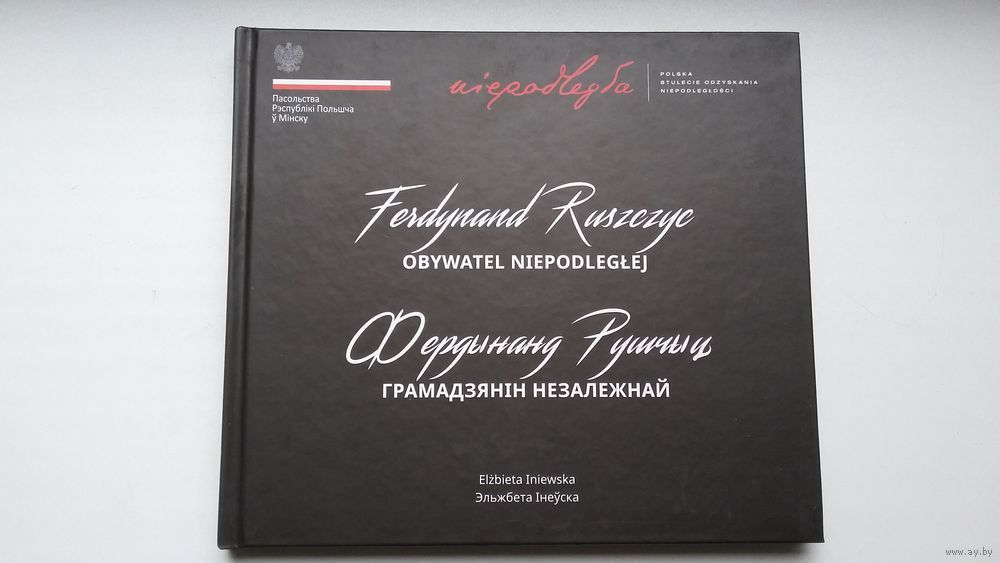 Пасольства
Рэспублікі Польшча
ў Мінску
niepodległa
POLSKA
STULECIE ODZYSKANIA
NIEPODLEGŁOŚCI
Ferdynand Ruszczyc
OBYWATEL NIEPODLEGŁEJ
Фердынанд Рушчыц
ГРАМАДЗЯНІН НЕЗАЛЕЖНАЙ
Elżbieta Iniewska
Эльжбета Інеўска
www.ay.by